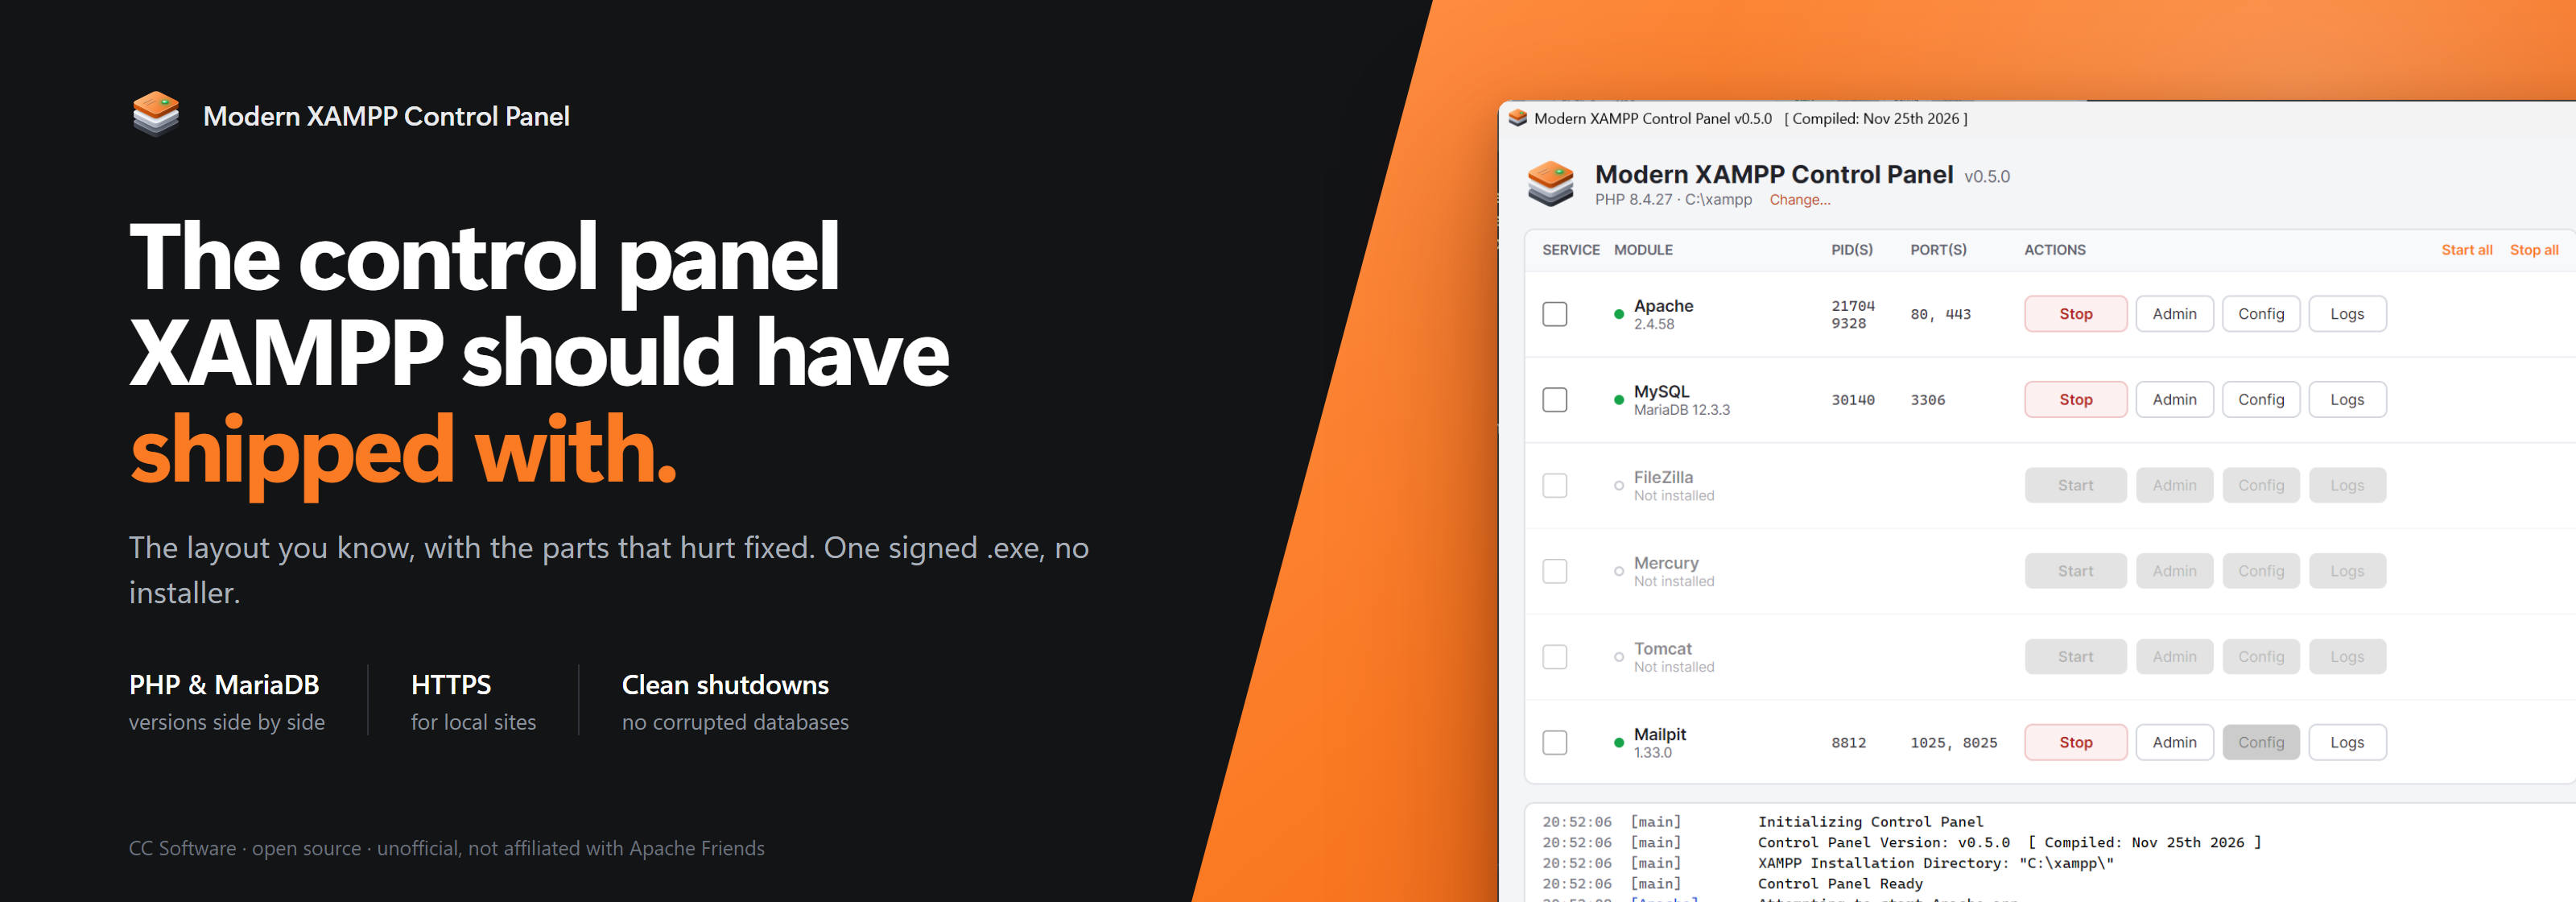 Modern XAMPP Control Panel
The control panel
XAMPP should have
shipped with.
The layout you know, with the parts that hurt fixed. One signed .exe, no
installer.
PHP & MariaDB
versions side by side
HTTPS
for local sites
Clean shutdowns
no corrupted databases
CC Software · open source · unofficial, not affiliated with Apache Friends
Modern XAMPP Control Panel v0.5.0 [ Compiled: Nov 25th 2026 ]
Modern XAMPP Control Panel v0.5.0
PHP 8.4.27 · C:\xampp Change...
SERVICE MODULE PID(S) PORT(S) ACTIONS Start all Stop all
Apache
2.4.58
21704
9328
80, 443
Stop Admin Config Logs
MySQL
MariaDB 12.3.3
30140 3306
Stop Admin Config Logs
FileZilla
Not installed
Start Admin Config Logs
Mercury
Not installed
Start Admin Config Logs
Tomcat
Not installed
Start Admin Config Logs
Mailpit
1.33.0
8812 1025, 8025
Stop Admin Config Logs
20:52:06 [main] Initializing Control Panel
20:52:06 [main] Control Panel Version: v0.5.0 [ Compiled: Nov 25th 2026 ]
20:52:06 [main] XAMPP Installation Directory: "C:\xampp\"
20:52:06 [main] Control Panel Ready